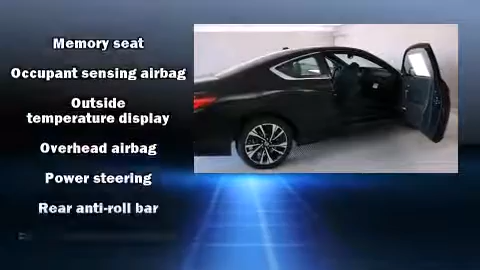 Memory seat
Occupant sensing airbag
Outside
temperature display
Overhead airbag
Power steering
Rear anti-roll bar